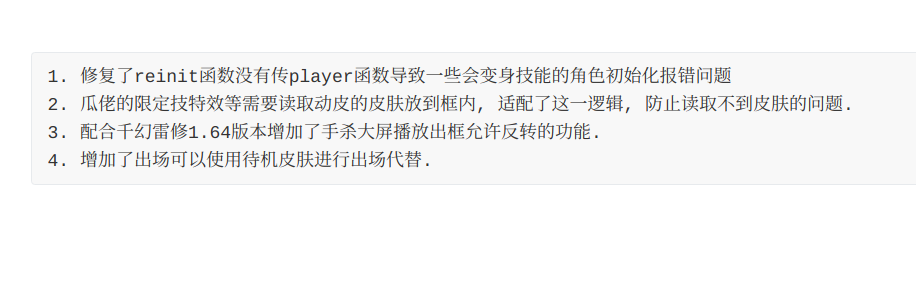 1. 修复了reinit函数没有传player函数导致一些会变身技能的角色初始化报错问题
2. 瓜佬的限定技特效等需要读取动皮的皮肤放到框内, 适配了这一逻辑, 防止读取不到皮肤的问题.
3. 配合千幻雷修1.64版本增加了手杀大屏播放出框允许反转的功能.
4. 增加了出场可以使用待机皮肤进行出场代替.